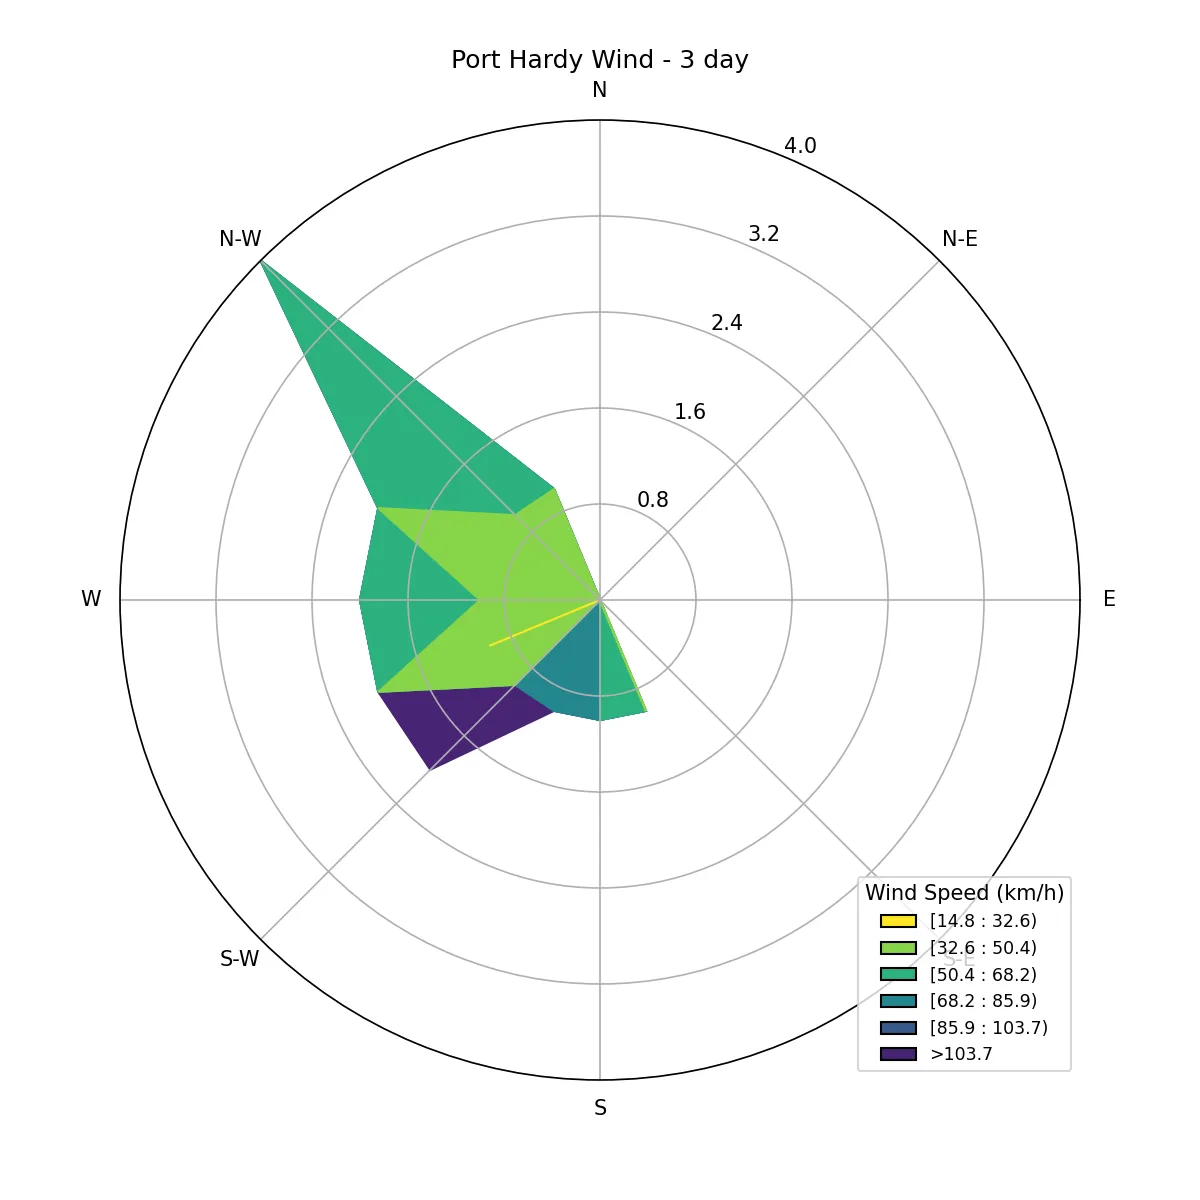 Port Hardy Wind - 3 day
N
4.0
N-W
N-E
3.2
2.4
1.6
0.8
W
E
Wind Speed (km/h)
[14.8 : 32.6)
[32.6 : 50.4)
S-W
S-E
[50.4 : 68.2)
[68.2 : 85.9)
[85.9 : 103.7)
>103.7
S